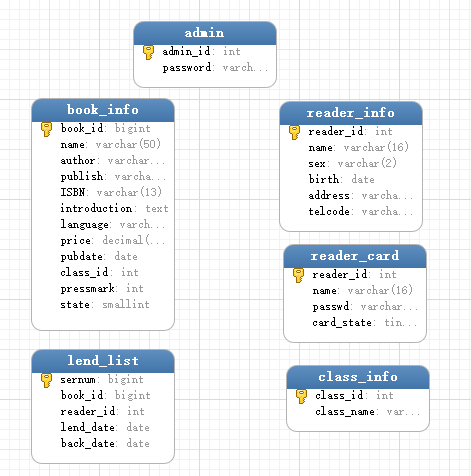 admin
admin_id: int
password: varch...
book_info
book_id: bigint
name: varchar(50)
author: varchar...
publish: varcha...
ISBN: varchar(13)
introduction: text
language: varch...
price: decimal(...
pubdate: date
class_id: int
pressmark: int
state: smallint
reader_info
reader_id: int
name: varchar(16)
sex: varchar(2)
birth: date
address: varcha...
telcode: varcha...
reader_card
reader_id: int
name: varchar(16)
passwd: varchar...
card_state: tin...
lend_list
sernum: bigint
book_id: bigint
reader_id: int
lend_date: date
back_date: date
class_info
class_id: int
class_name: var...